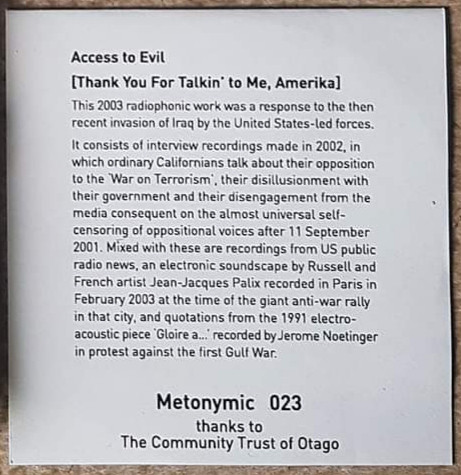 Access to Evil
[Thank You For Talkin' to Me, Amerika]
This 2003 radiophonic work was a response to the then
recent invasion of Iraq by the United States-led forces.
It consists of interview recordings made in 2002, in
which ordinary Californians talk about their opposition
to the 'War on Terrorism', their disillusionment with
their government and their disengagement from the
media consequent on the almost universal self-
censoring of oppositional voices after 11 September
2001. Mixed with these are recordings from US public
radio news, an electronic soundscape by Russell and
French artist Jean-Jacques Palix recorded in Paris in
February 2003 at the time of the giant anti-war rally
in that city, and quotations from the 1991 electro-
acoustic piece 'Gloire a...' recorded by Jerome Noetinger
in protest against the first Gulf War.
Metonymic 023
thanks to
The Community Trust of Otago